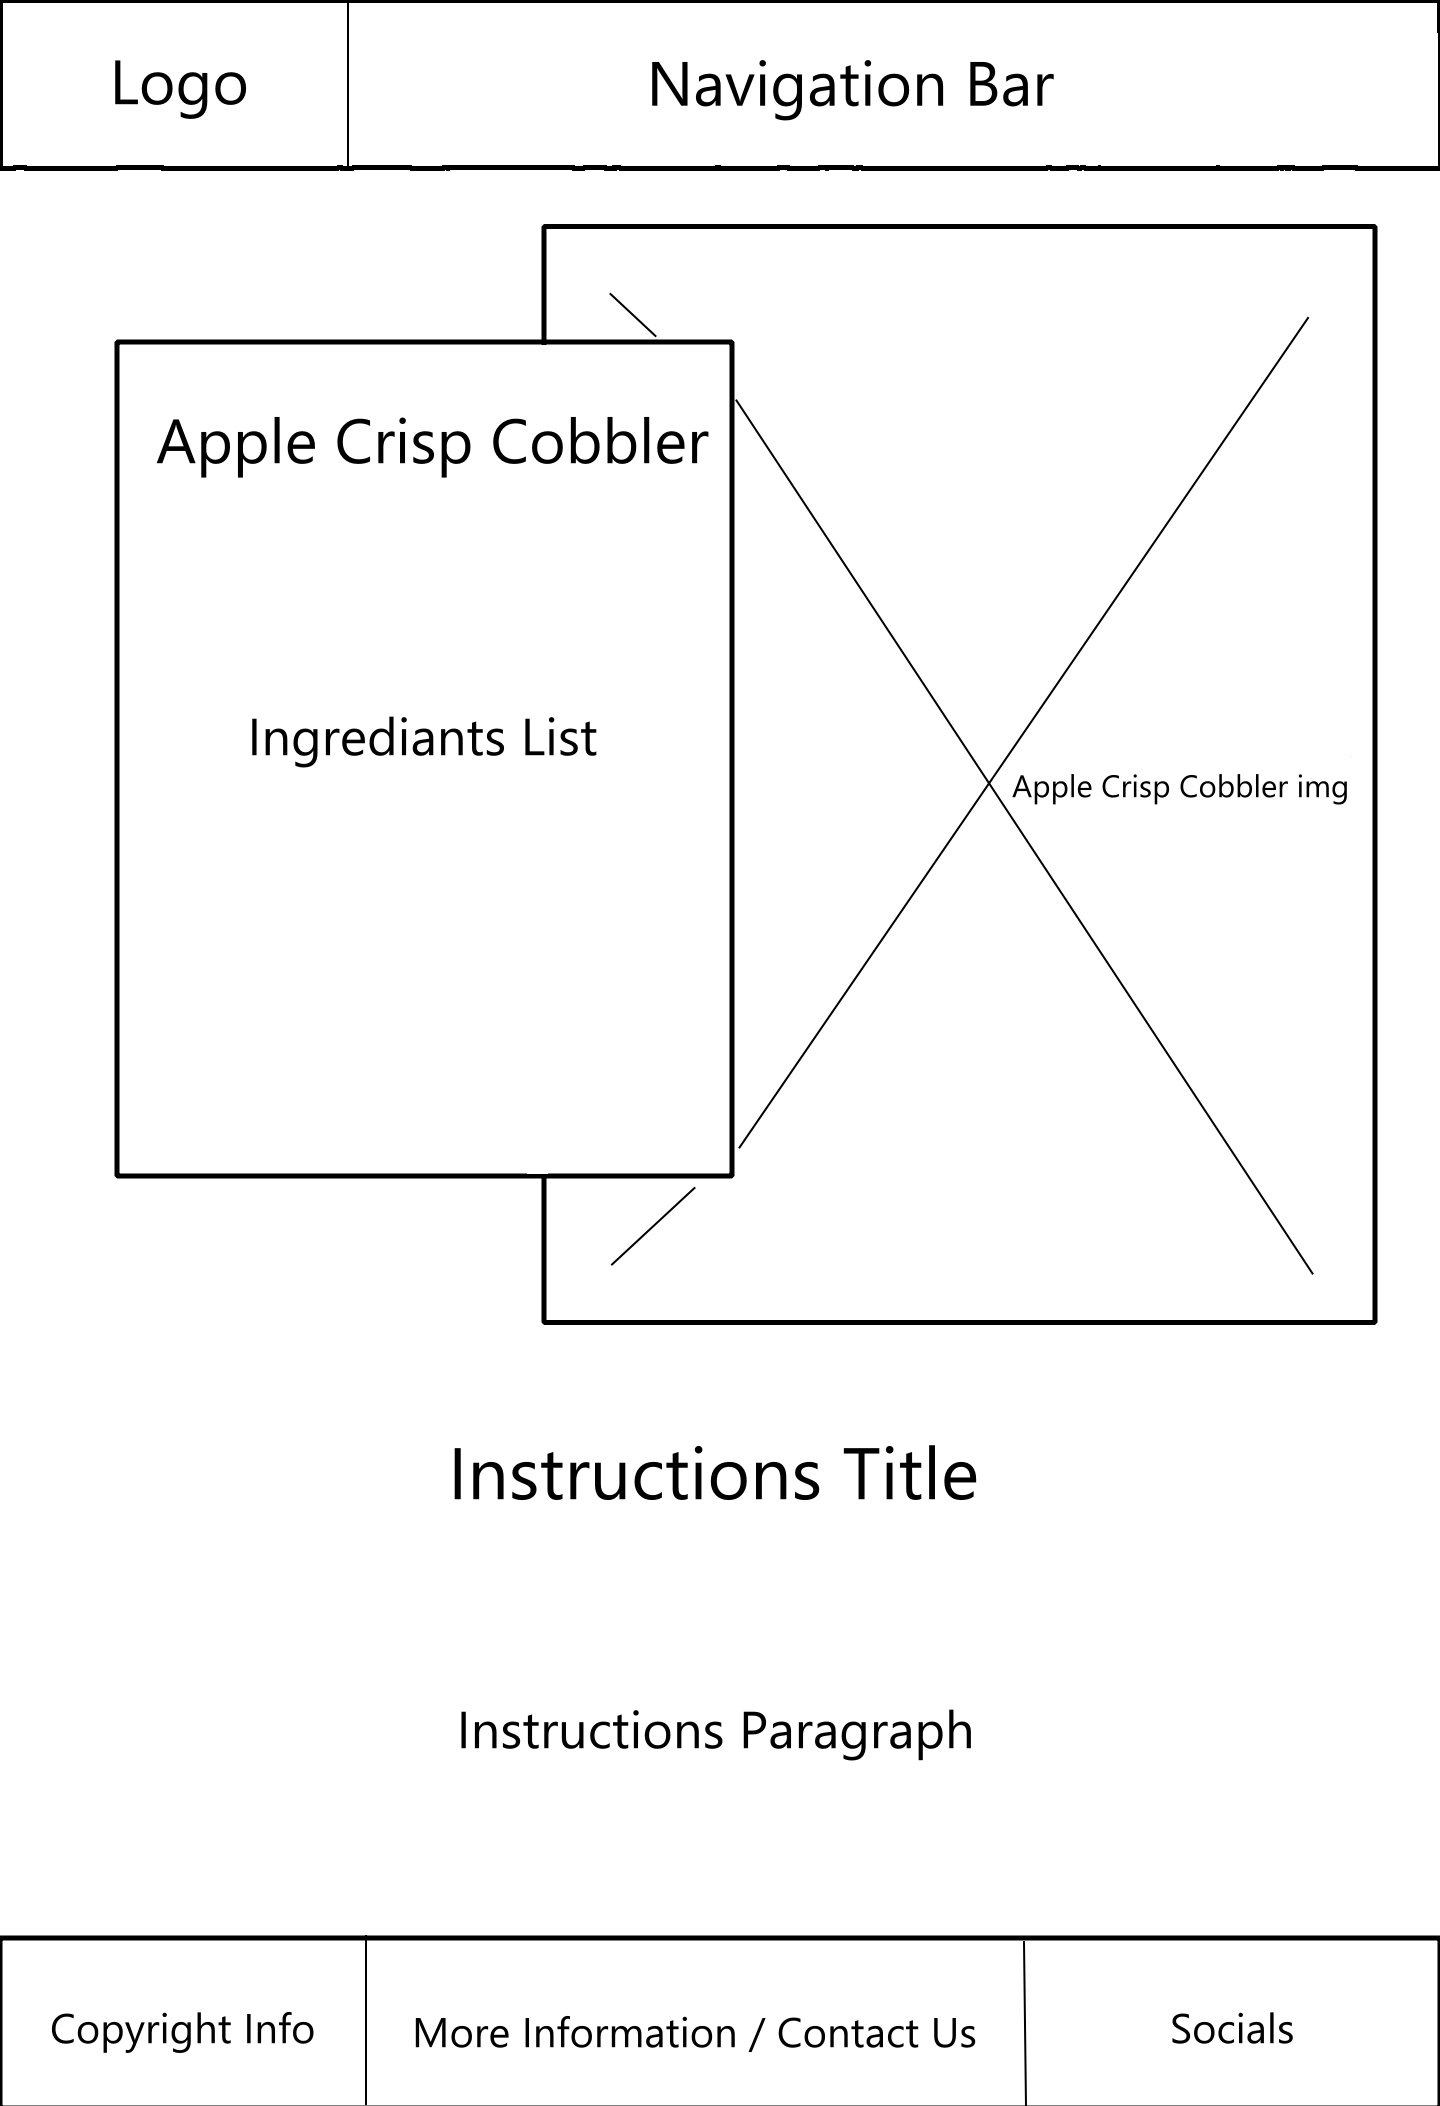 Logo
Navigation Bar
Apple Crisp Cobbler
Ingrediants List
Apple Crisp Cobbler img
Instructions Title
Instructions Paragraph
Copyright Info
More Information / Contact Us
Socials